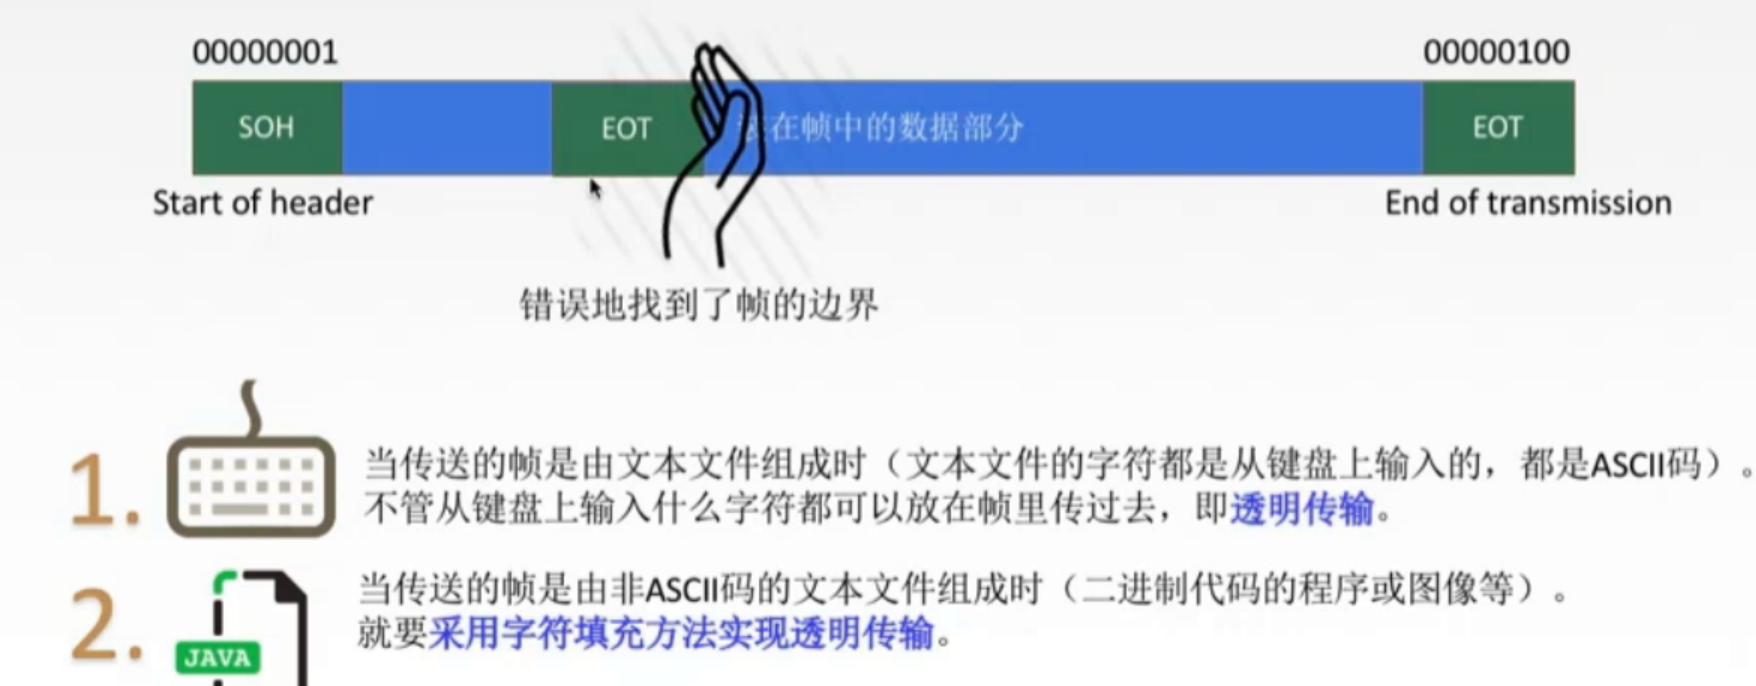 00000001
00000100
SOH
EOT
在帧中的数据部分
EOT
Start of header
End of transmission
错误地找到了帧的边界
1.
当传送的帧是由文本文件组成时（文本文件的字符都是从键盘上输入的，都是ASCII码）。
不管从键盘上输入什么字符都可以放在帧里传过去，即透明传输。
2.
当传送的帧是由非ASCII码的文本文件组成时（二进制代码的程序或图像等）。
就要采用字符填充方法实现透明传输。
JAVA